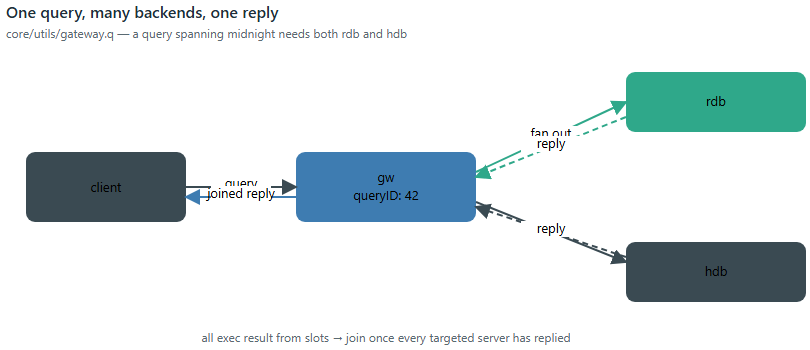 One query, many backends, one reply
core/utils/gateway.q — a query spanning midnight needs both rdb and hdb
rdb
fan out
reply
client
query
joined reply
gw
queryID: 42
reply
hdb
all exec result from slots → join once every targeted server has replied